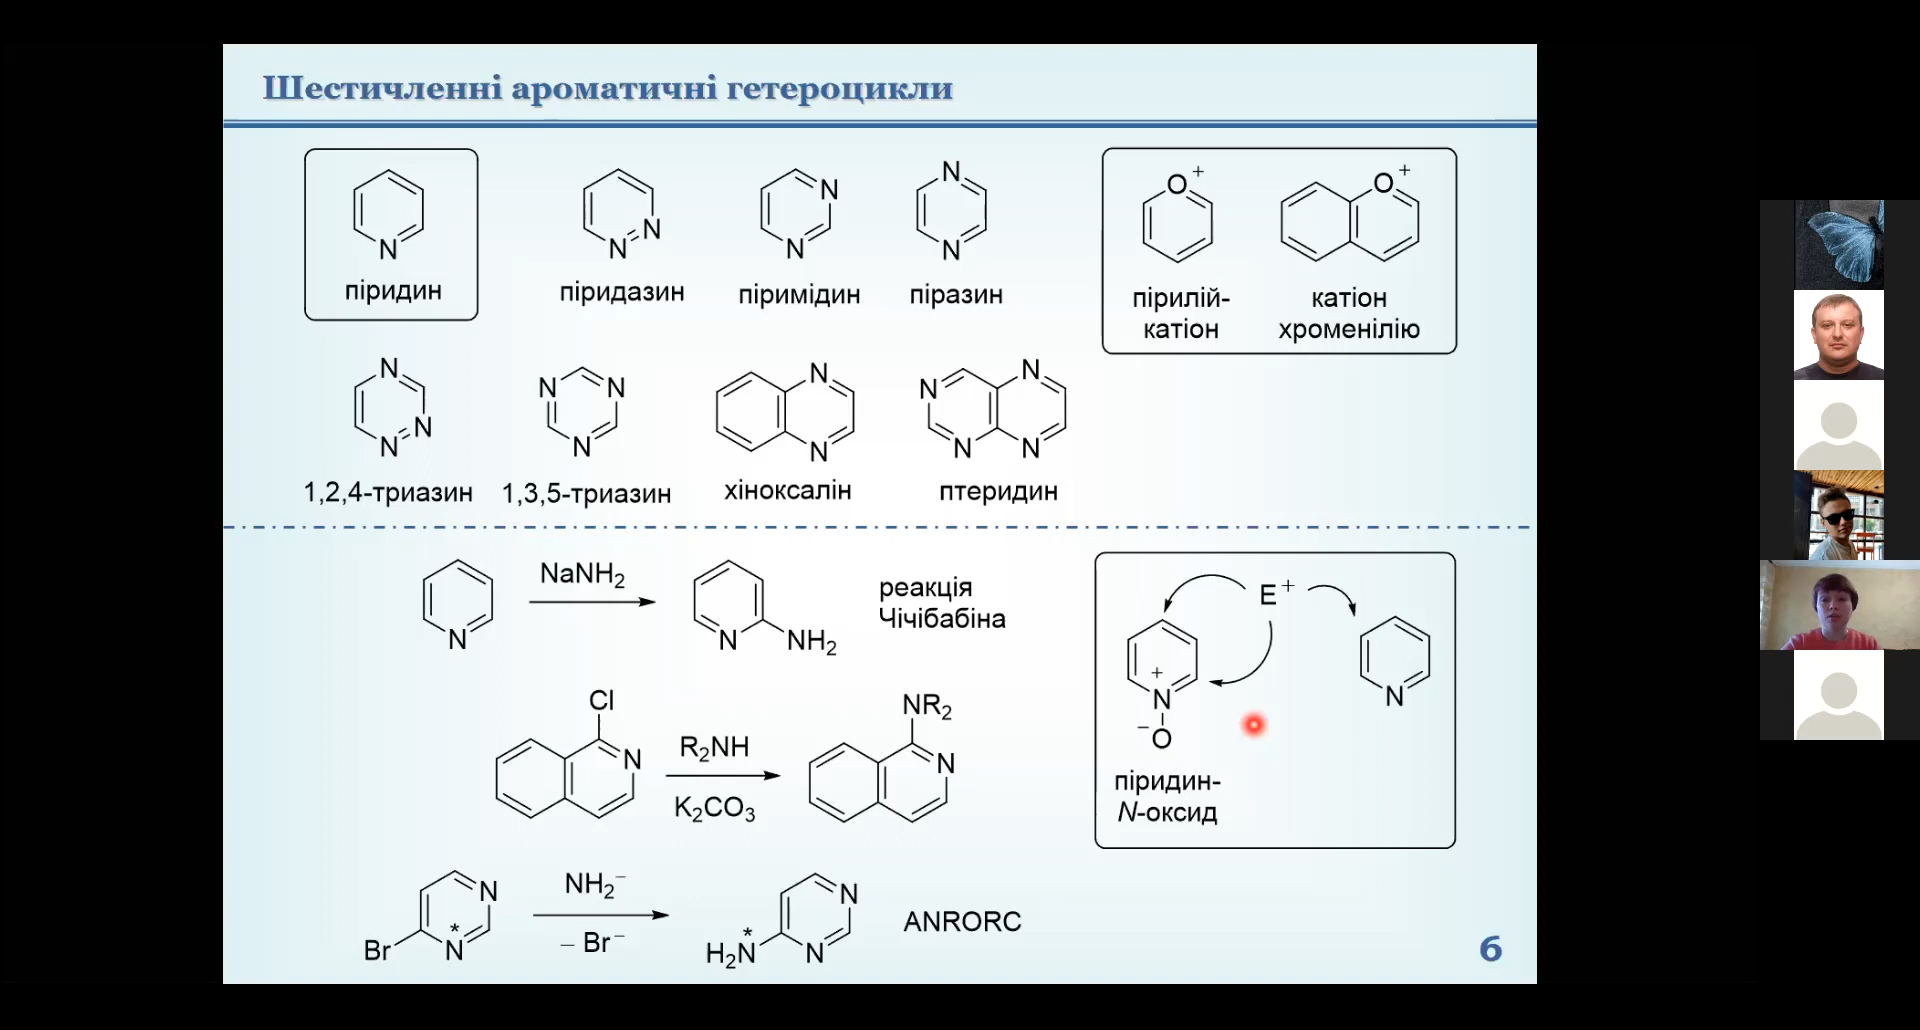 Шестичленні ароматичні гетероцикли
N
піридин
N
N
піридазин
N
N
піримідин
N
N
піразин
O+
пірилій-
катіон
O+
катіон
хроменілію
N
N
N
1,2,4-триазин
N
N
N
1,3,5-триазин
N
N
хіноксалін
N
N
N
N
птеридин
N
NaNH2
N
NH2
реакція
Чічібабіна
Cl
N
R2NH
K2CO3
NR2
N
Br
N
N
*
NH2−
− Br−
H2N
*
N
N
ANRORC
E+
+
N
−O
піридин-
N-оксид
N
6